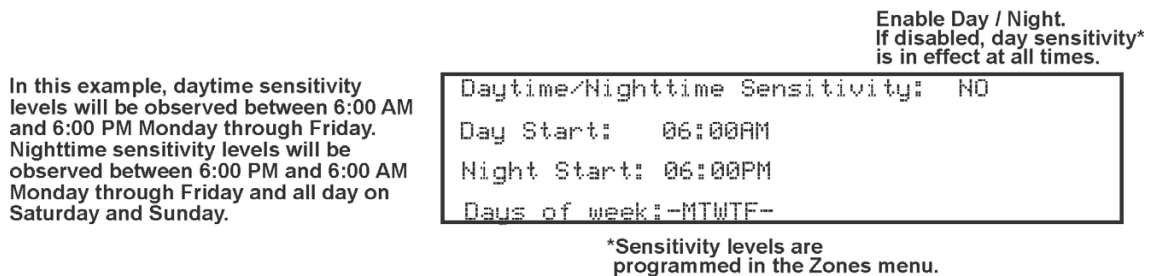 Enable Day / Night.
If disabled, day sensitivity*
is in effect at all times.
In this example, daytime sensitivity
levels will be observed between 6:00 AM
and 6:00 PM Monday through Friday.
Nighttime sensitivity levels will be
observed between 6:00 PM and 6:00 AM
Monday through Friday and all day on
Saturday and Sunday.
Daytime/Nighttime Sensitivity: NO
Day Start: 06:00AM
Night Start: 06:00PM
Days of week:-MTWTF-
*Sensitivity levels are
programmed in the Zones menu.